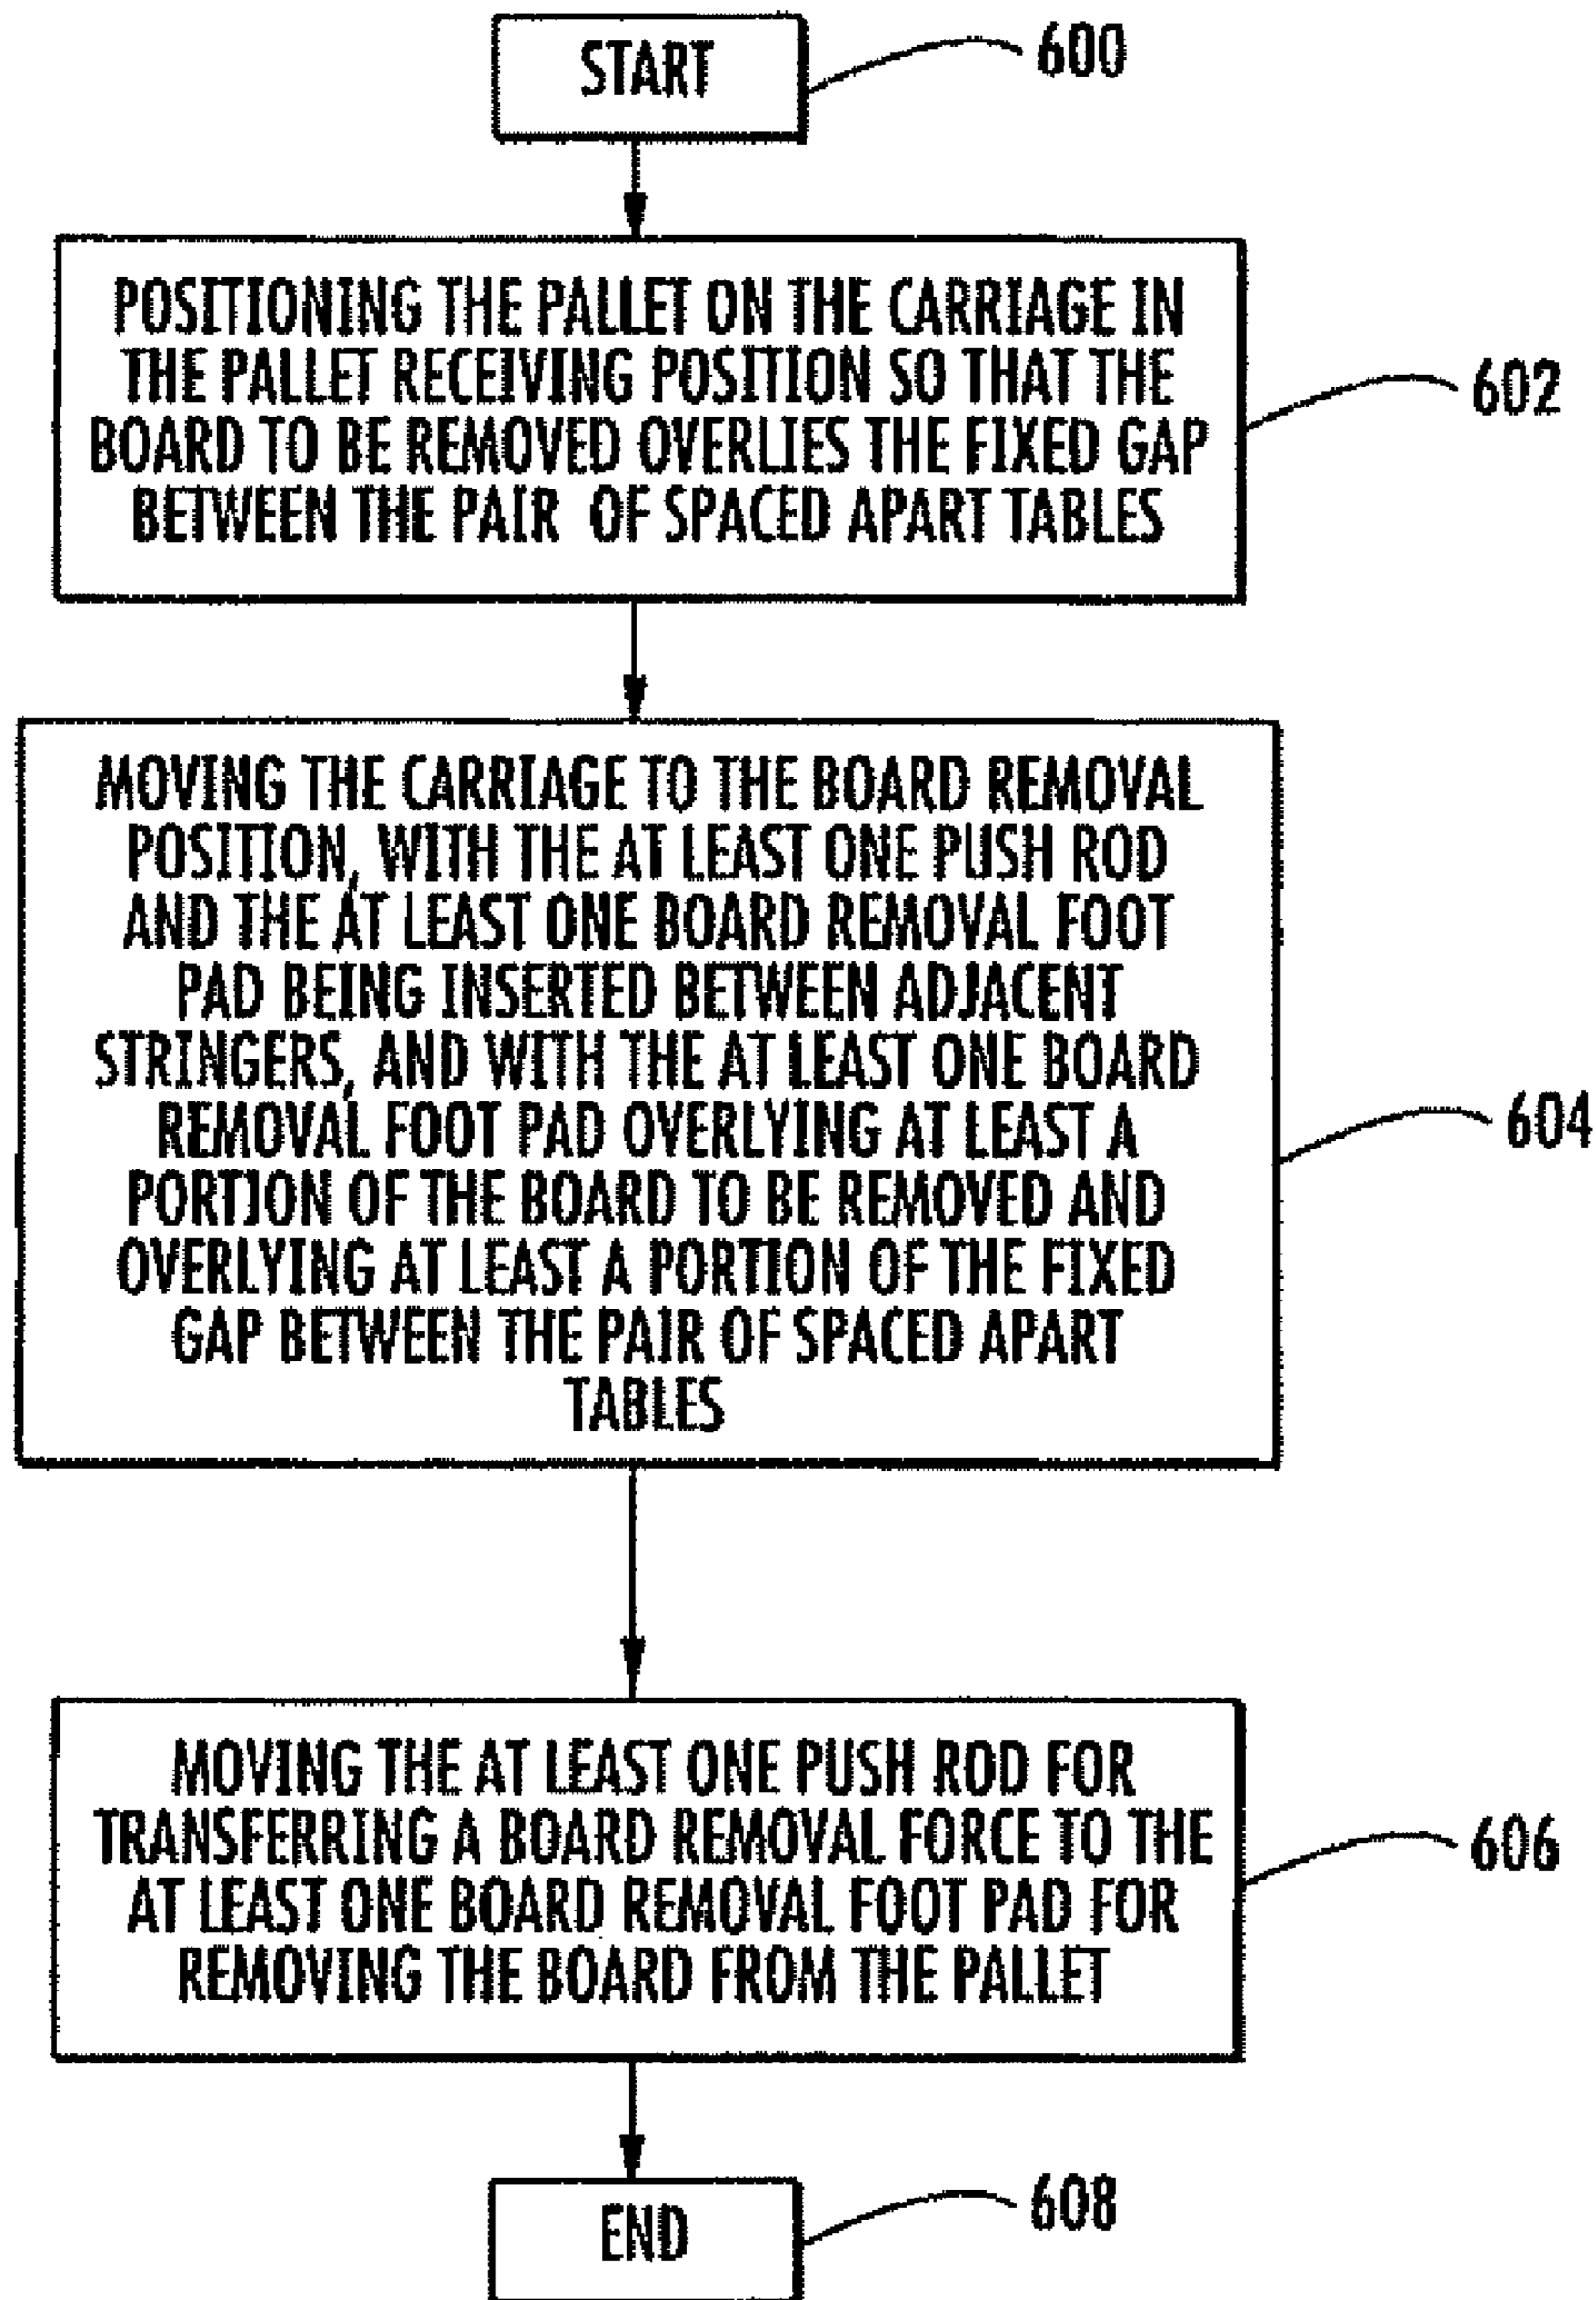 START
600
POSITIONING THE PALLET ON THE CARRIAGE IN
THE PALLET RECEIVING POSITION SO THAT THE
BOARD TO BE REMOVED OVERLIES THE FIXED GAP
BETWEEN THE PAIR OF SPACED APART TABLES
602
MOVING THE CARRIAGE TO THE BOARD REMOVAL
POSITION, WITH THE AT LEAST ONE PUSH ROD
AND THE AT LEAST ONE BOARD REMOVAL FOOT
PAD BEING INSERTED BETWEEN ADJACENT
STRINGERS, AND WITH THE AT LEAST ONE BOARD
REMOVAL FOOT PAD OVERLYING AT LEAST A
PORTION OF THE BOARD TO BE REMOVED AND
OVERLYING AT LEAST A PORTION OF THE FIXED
GAP BETWEEN THE PAIR OF SPACED APART
TABLES
604
MOVING THE AT LEAST ONE PUSH ROD FOR
TRANSFERRING A BOARD REMOVAL FORCE TO THE
AT LEAST ONE BOARD REMOVAL FOOT PAD FOR
REMOVING THE BOARD FROM THE PALLET
606
END
608